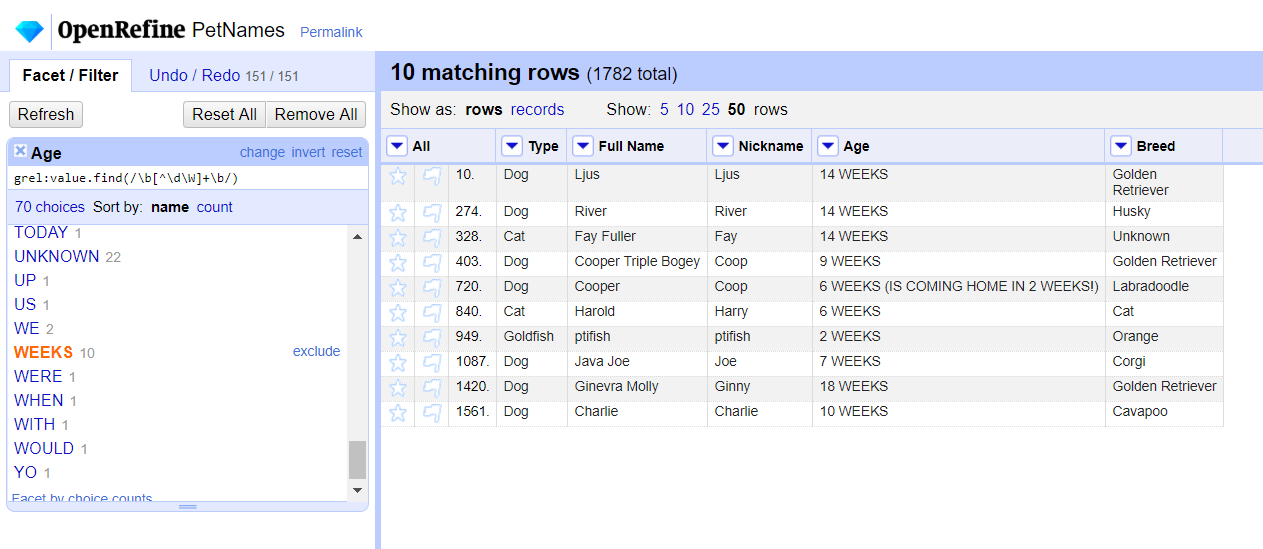 OpenRefine PetNames Permalink
Facet / Filter Undo / Redo 151 / 151
Refresh Reset All Remove All
Age change invert reset
grel:value.find(/\b[^\d\W]+\b/)
70 choices Sort by: name count
TODAY 1
UNKNOWN 22
UP 1
US 1
WE 2
WEEKS 10 exclude
WERE 1
WHEN 1
WITH 1
WOULD 1
YO 1
Facet by choice counts
10 matching rows (1782 total)
Show as: rows records Show: 5 10 25 50 rows
All Type Full Name Nickname Age Breed
10. Dog Ljus Ljus 14 WEEKS Golden
Retriever
274. Dog River River 14 WEEKS Husky
328. Cat Fay Fuller Fay 14 WEEKS Unknown
403. Dog Cooper Triple Bogey Coop 9 WEEKS Golden Retriever
720. Dog Cooper Coop 6 WEEKS (IS COMING HOME IN 2 WEEKS!) Labradoodle
840. Cat Harold Harry 6 WEEKS Cat
949. Goldfish ptifish ptifish 2 WEEKS Orange
1087. Dog Java Joe Joe 7 WEEKS Corgi
1420. Dog Ginevra Molly Ginny 18 WEEKS Golden Retriever
1561. Dog Charlie Charlie 10 WEEKS Cavapoo